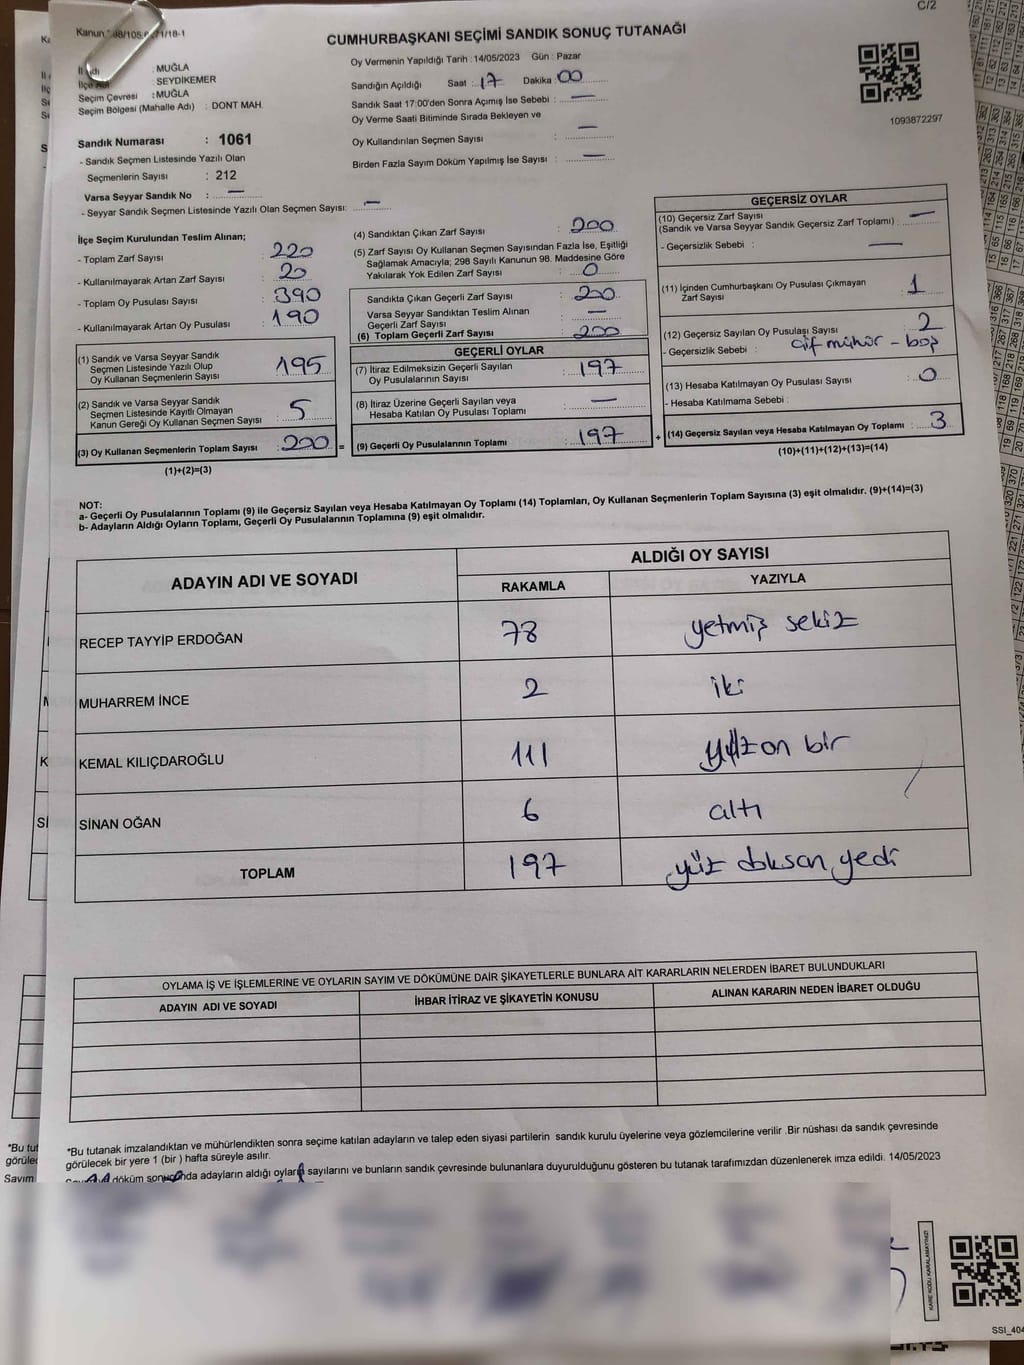 C/2
CUMHURBAŞKANI SEÇİMİ SANDIK SONUÇ TUTANAĞI
: MUĞLA
: SEYDİKEMER
Seçim Çevresi : MUĞLA
Seçim Bölgesi (Mahalle Adı) : DONT MAH.
Sandık Numarası : 1061
- Sandık Seçmen Listesinde Yazılı Olan
Seçmenlerin Sayısı : 212
Varsa Seyyar Sandık No : —
- Seyyar Sandık Seçmen Listesinde Yazılı Olan Seçmen Sayısı: —
Oy Vermenin Yapıldığı Tarih : 14/05/2023 Gün : Pazar
Sandığın Açıldığı Saat : 17 Dakika : 00
Sandık Saat 17:00'den Sonra Açımış İse Sebebi : —
Oy Verme Saati Bitiminde Sırada Bekleyen ve
Oy Kullandırılan Seçmen Sayısı : —
Birden Fazla Sayım Döküm Yapılmış İse Sayısı : —
1093872297
İlçe Seçim Kurulundan Teslim Alınan;
- Toplam Zarf Sayısı : 220
- Kullanılmayarak Artan Zarf Sayısı : 20
- Toplam Oy Pusulası Sayısı : 390
- Kullanılmayarak Artan Oy Pusulası : 190
(1) Sandık ve Varsa Seyyar Sandık
Seçmen Listesinde Yazılı Olup
Oy Kullanan Seçmenlerin Sayısı : 195
(2) Sandık ve Varsa Seyyar Sandık
Seçmen Listesinde Kayıtlı Olmayan
Kanun Gereği Oy Kullanan Seçmen Sayısı : 5
(3) Oy Kullanan Seçmenlerin Toplam Sayısı : 200 =
(1)+(2)=(3)
(4) Sandıktan Çıkan Zarf Sayısı : 200
(5) Zarf Sayısı Oy Kullanan Seçmen Sayısından Fazla İse, Eşitliği
Sağlamak Amacıyla; 298 Sayılı Kanunun 98. Maddesine Göre
Yakılarak Yok Edilen Zarf Sayısı : 0
Sandıkta Çıkan Geçerli Zarf Sayısı : 200
Varsa Seyyar Sandıktan Teslim Alınan
Geçerli Zarf Sayısı : —
(6) Toplam Geçerli Zarf Sayısı : 200
GEÇERLİ OYLAR
(7) İtiraz Edilmeksizin Geçerli Sayılan
Oy Pusulalarının Sayısı : 197
(8) İtiraz Üzerine Geçerli Sayılan veya
Hesaba Katılan Oy Pusulası Toplamı : —
(9) Geçerli Oy Pusulalarının Toplamı : 197 +
GEÇERSİZ OYLAR
(10) Geçersiz Zarf Sayısı
(Sandık ve Varsa Seyyar Sandık Geçersiz Zarf Toplamı) : —
- Geçersizlik Sebebi : —
(11) İçinden Cumhurbaşkanı Oy Pusulası Çıkmayan
Zarf Sayısı : 1
(12) Geçersiz Sayılan Oy Pusulası Sayısı : 2
- Geçersizlik Sebebi : çif mühür - boş
(13) Hesaba Katılmayan Oy Pusulası Sayısı : 0
- Hesaba Katılmama Sebebi :
(14) Geçersiz Sayılan veya Hesaba Katılmayan Oy Toplamı : 3
(10)+(11)+(12)+(13)=(14)
NOT:
a- Geçerli Oy Pusulalarının Toplamı (9) ile Geçersiz Sayılan veya Hesaba Katılmayan Oy Toplamı (14) Toplamları, Oy Kullanan Seçmenlerin Toplam Sayısına (3) eşit olmalıdır. (9)+(14)=(3)
b- Adayların Aldığı Oyların Toplamı, Geçerli Oy Pusulalarının Toplamına (9) eşit olmalıdır.
ADAYIN ADI VE SOYADI
ALDIĞI OY SAYISI
RAKAMLA YAZIYLA
RECEP TAYYİP ERDOĞAN 78 yetmiş sekiz
MUHARREM İNCE 2 iki
KEMAL KILIÇDAROĞLU 111 yüz on bir
SİNAN OĞAN 6 altı
TOPLAM 197 yüz doksan yedi
OYLAMA İŞ VE İŞLEMLERİNE VE OYLARIN SAYIM VE DÖKÜMÜNE DAİR ŞİKAYETLERLE BUNLARA AİT KARARLARIN NELERDEN İBARET BULUNDUKLARI
ADAYIN ADI VE SOYADI İHBAR İTİRAZ VE ŞİKAYETİN KONUSU ALINAN KARARIN NEDEN İBARET OLDUĞU
*Bu tutanak imzalandıktan ve mühürlendikten sonra seçime katılan adayların ve talep eden siyasi partilerin sandık kurulu üyelerine veya gözlemcilerine verilir .Bir nüshası da sandık çevresinde
görülecek bir yere 1 (bir ) hafta süreyle asılır.
döküm sonucunda adayların aldığı oyların sayılarını ve bunların sandık çevresinde bulunanlara duyurulduğunu gösteren bu tutanak tarafımızdan düzenlenerek imza edildi. 14/05/2023
KARE KODU KARALAMAYINIZ!